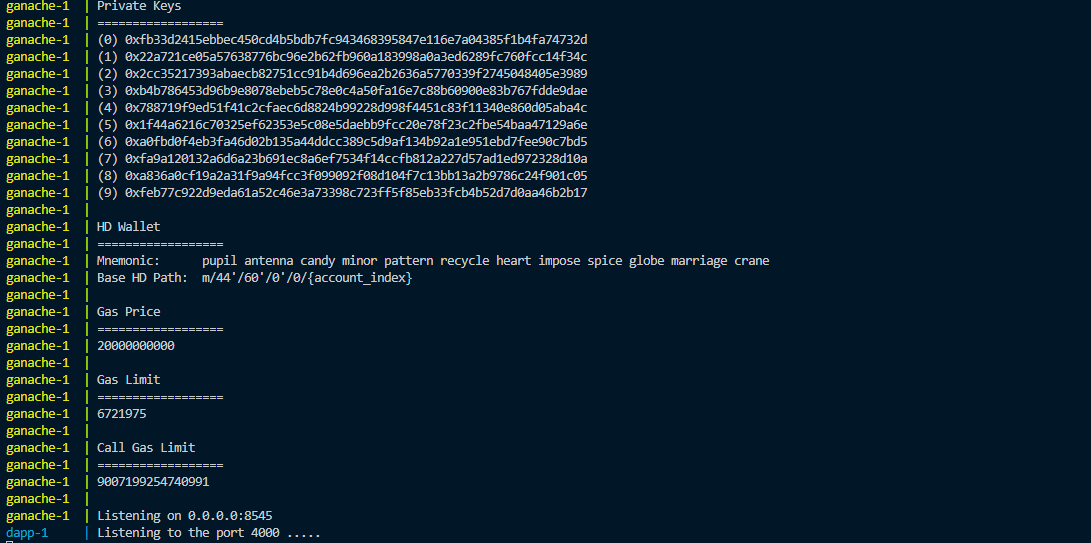 ganache-1 | Private Keys
ganache-1 | ==================
ganache-1 | (0) 0xfb33d2415ebbec450cd4b5bdb7fc943468395847e116e7a04385f1b4fa74732d
ganache-1 | (1) 0x22a721ce05a57638776bc96e2b62fb960a183998a0a3ed6289fc760fcc14f34c
ganache-1 | (2) 0x2cc35217393abaecb82751cc91b4d696ea2b2636a5770339f2745048405e3989
ganache-1 | (3) 0xb4b786453d96b9e8078ebeb5c78e0c4a50fa16e7c88b60900e83b767fdde9dae
ganache-1 | (4) 0x788719f9ed51f41c2cfaec6d8824b99228d998f4451c83f11340e860d05aba4c
ganache-1 | (5) 0x1f44a6216c70325ef62353e5c08e5daebb9fcc20e78f23c2fbe54baa47129a6e
ganache-1 | (6) 0xa0fbd0f4eb3fa46d02b135a44ddcc389c5d9af134b92a1e951ebd7fee90c7bd5
ganache-1 | (7) 0xfa9a120132a6d6a23b691ec8a6ef7534f14ccfb812a227d57ad1ed972328d10a
ganache-1 | (8) 0xa836a0cf19a2a31f9a94fcc3f099092f08d104f7c13bb13a2b9786c24f901c05
ganache-1 | (9) 0xfeb77c922d9eda61a52c46e3a73398c723ff5f85eb33fcb4b52d7d0aa46b2b17
ganache-1 |
ganache-1 | HD Wallet
ganache-1 | ==================
ganache-1 | Mnemonic:      pupil antenna candy minor pattern recycle heart impose spice globe marriage crane
ganache-1 | Base HD Path:  m/44'/60'/0'/0/{account_index}
ganache-1 |
ganache-1 | Gas Price
ganache-1 | ==================
ganache-1 | 20000000000
ganache-1 |
ganache-1 | Gas Limit
ganache-1 | ==================
ganache-1 | 6721975
ganache-1 |
ganache-1 | Call Gas Limit
ganache-1 | ==================
ganache-1 | 9007199254740991
ganache-1 |
ganache-1 | Listening on 0.0.0.0:8545
dapp-1 | Listening to the port 4000 .....